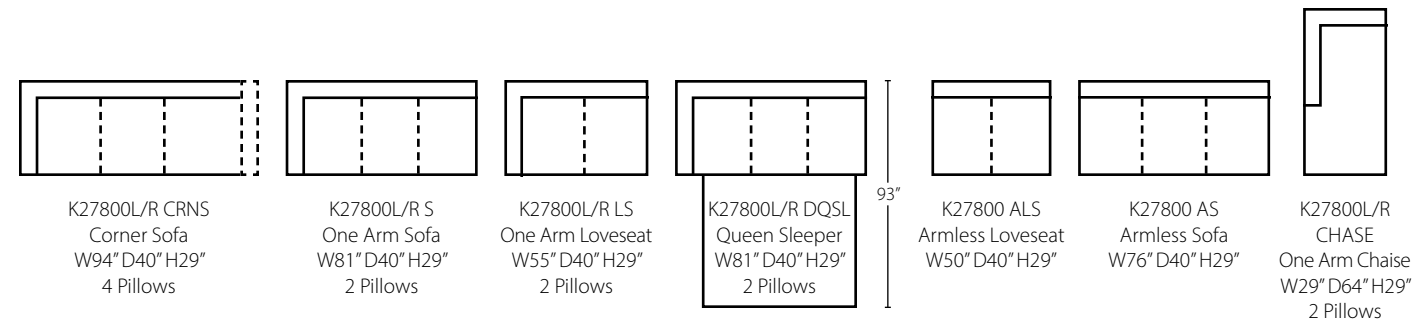 K27800L/R CRNS
Corner Sofa
W94” D40” H29”
4 Pillows
K27800L/R S
One Arm Sofa
W81” D40” H29”
2 Pillows
K27800L/R LS
One Arm Loveseat
W55” D40” H29”
2 Pillows
K27800L/R DQSL
Queen Sleeper
W81” D40” H29”
2 Pillows
93”
K27800 ALS
Armless Loveseat
W50” D40” H29”
K27800 AS
Armless Sofa
W76” D40” H29”
K27800L/R
CHASE
One Arm Chaise
W29” D64” H29”
2 Pillows